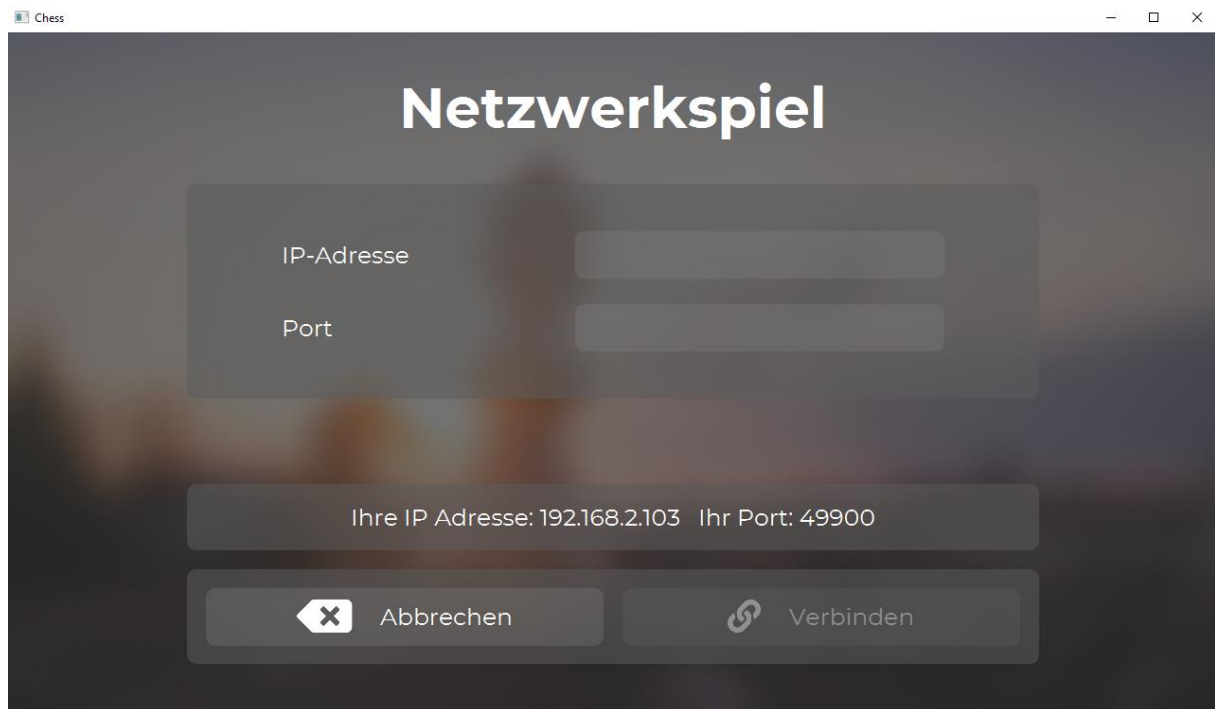 Chess
Netzwerkspiel
IP-Adresse
Port
Ihre IP Adresse: 192.168.2.103 Ihr Port: 49900
Abbrechen Verbinden